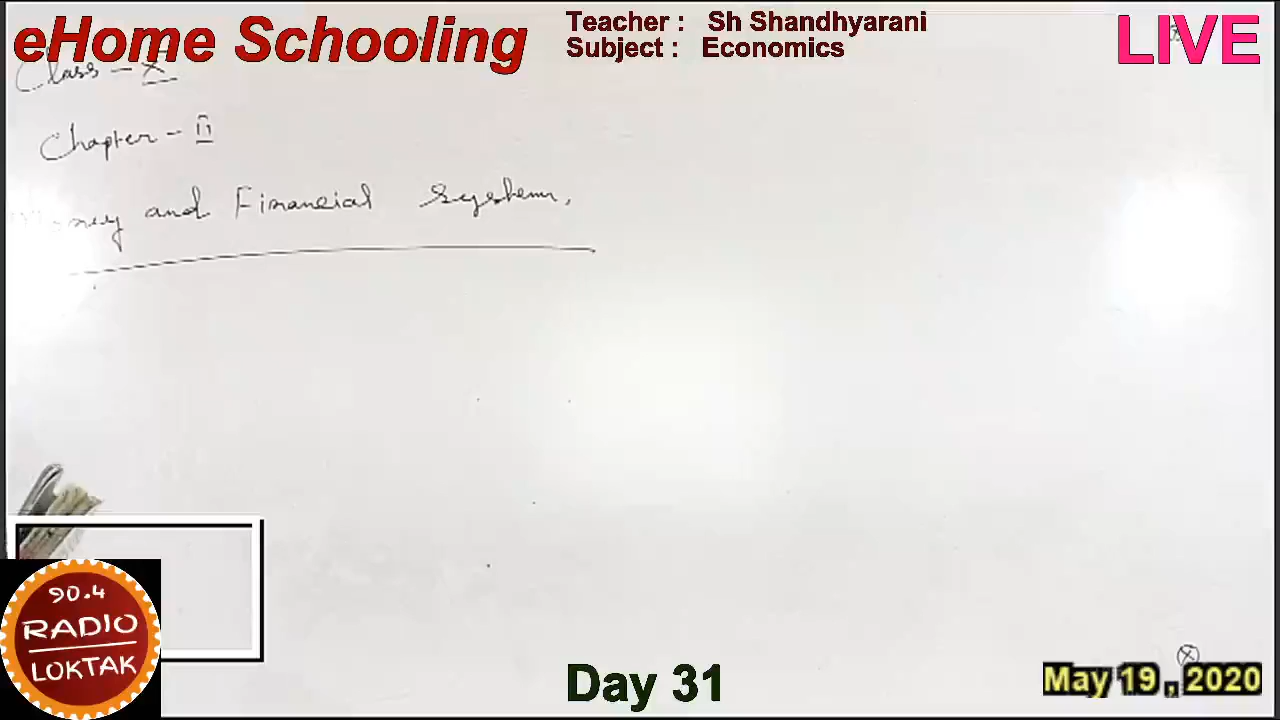 eHome Schooling
Teacher : Sh Shandhyarani
Subject : Economics
LIVE
Class - X
Chapter - II
Money and Financial System.
90.4
RADIO
LOKTAK
Day 31
May 19 , 2020